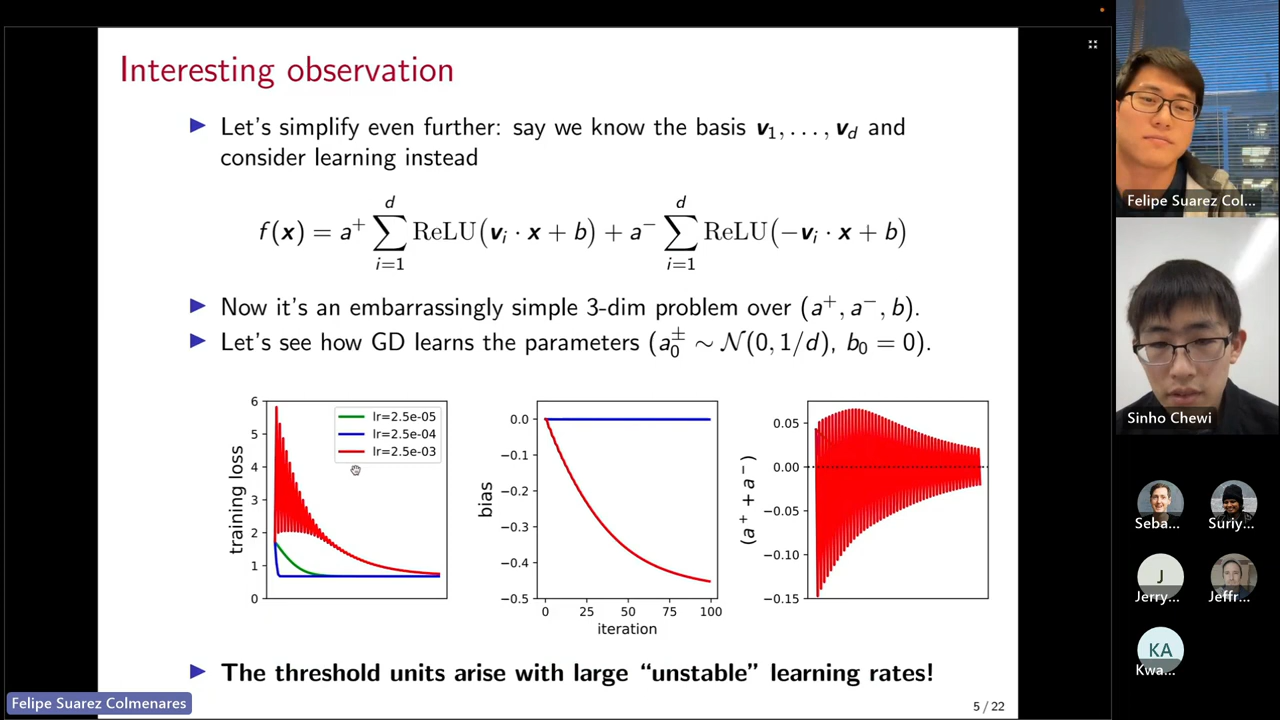 Interesting observation
▶ Let's simplify even further: say we know the basis v₁, . . . , v_d and
consider learning instead
f(x) = a⁺ ∑_{i=1}^{d} ReLU(vᵢ · x + b) + a⁻ ∑_{i=1}^{d} ReLU(−vᵢ · x + b)
▶ Now it's an embarrassingly simple 3-dim problem over (a⁺, a⁻, b).
▶ Let's see how GD learns the parameters (a₀^± ∼ 𝒩(0, 1/d), b₀ = 0).
training loss
6
5
4
3
2
1
0
lr=2.5e-05
lr=2.5e-04
lr=2.5e-03
bias
0.0
−0.1
−0.2
−0.3
−0.4
−0.5
0 25 50 75 100
iteration
(a⁺ + a⁻)
0.05
0.00
−0.05
−0.10
−0.15
▶ The threshold units arise with large “unstable” learning rates!
5 / 22
Felipe Suarez Colmenares
Felipe Suarez Col...
Sinho Chewi
Seba...
Suriy...
J
Jerry...
Jeffr...
KA
Kwa...